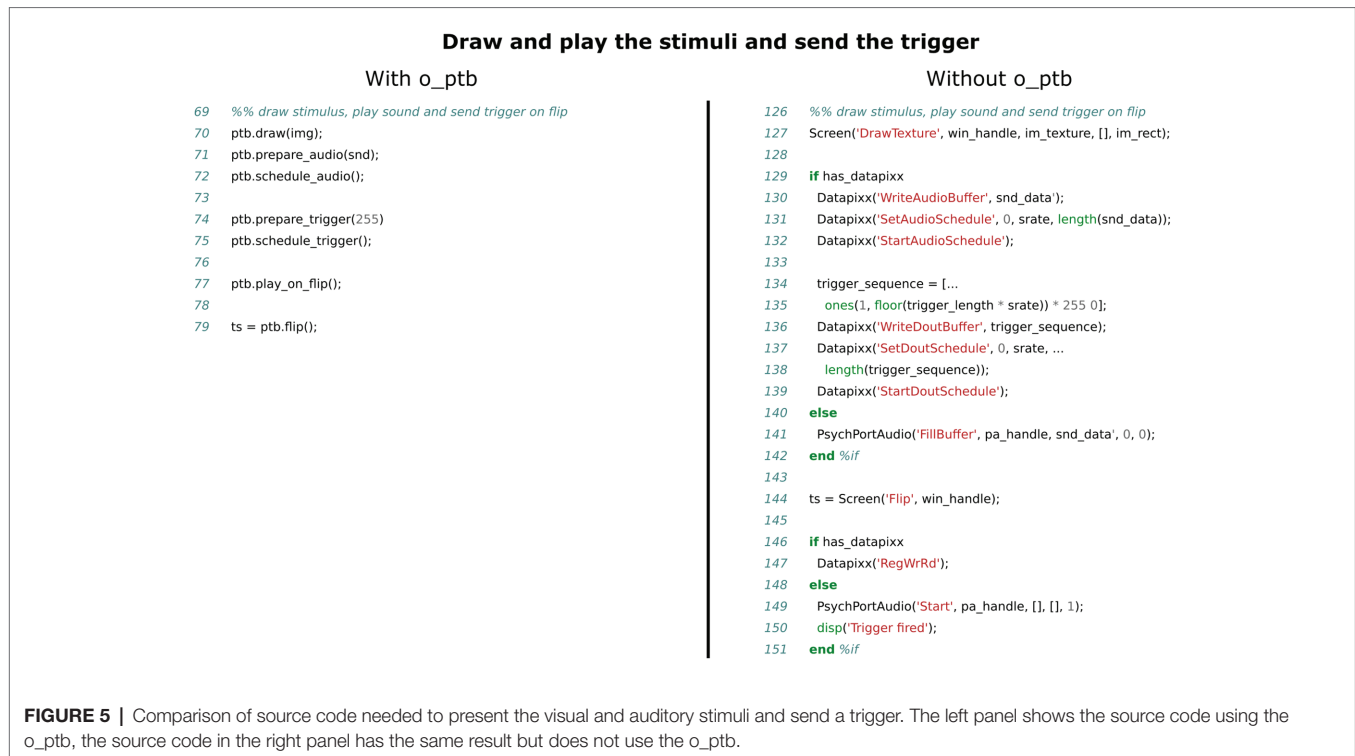 Draw and play the stimuli and send the trigger
With o_ptb
69 %% draw stimulus, play sound and send trigger on flip
70 ptb.draw(img);
71 ptb.prepare_audio(snd);
72 ptb.schedule_audio();
73
74 ptb.prepare_trigger(255)
75 ptb.schedule_trigger();
76
77 ptb.play_on_flip();
78
79 ts = ptb.flip();
Without o_ptb
126 %% draw stimulus, play sound and send trigger on flip
127 Screen('DrawTexture', win_handle, im_texture, [], im_rect);
128
129 if has_datapixx
130 Datapixx('WriteAudioBuffer', snd_data');
131 Datapixx('SetAudioSchedule', 0, srate, length(snd_data));
132 Datapixx('StartAudioSchedule');
133
134 trigger_sequence = [...
135 ones(1, floor(trigger_length * srate)) * 255 0];
136 Datapixx('WriteDoutBuffer', trigger_sequence);
137 Datapixx('SetDoutSchedule', 0, srate, ...
138 length(trigger_sequence));
139 Datapixx('StartDoutSchedule');
140 else
141 PsychPortAudio('FillBuffer', pa_handle, snd_data', 0, 0);
142 end %if
143
144 ts = Screen('Flip', win_handle);
145
146 if has_datapixx
147 Datapixx('RegWrRd');
148 else
149 PsychPortAudio('Start', pa_handle, [], [], 1);
150 disp('Trigger fired');
151 end %if
FIGURE 5 | Comparison of source code needed to present the visual and auditory stimuli and send a trigger. The left panel shows the source code using the
o_ptb, the source code in the right panel has the same result but does not use the o_ptb.